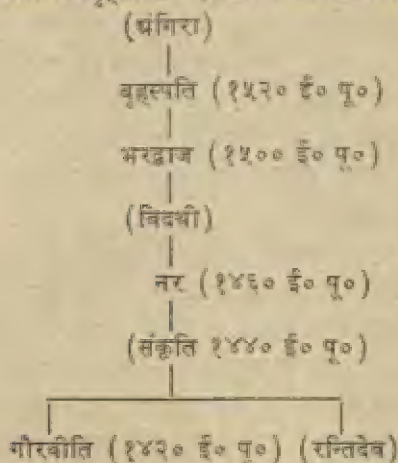 (अंगिरा)
बृहस्पति (१५२० ई० पू०)
भरद्वाज (१५०० ई० पू०)
(विदथी)
नर (१४६० ई० पू०)
(संकृति १४४० ई० पू०)
गौरवीति (१४२० ई० पू०) (रन्तिदेव)